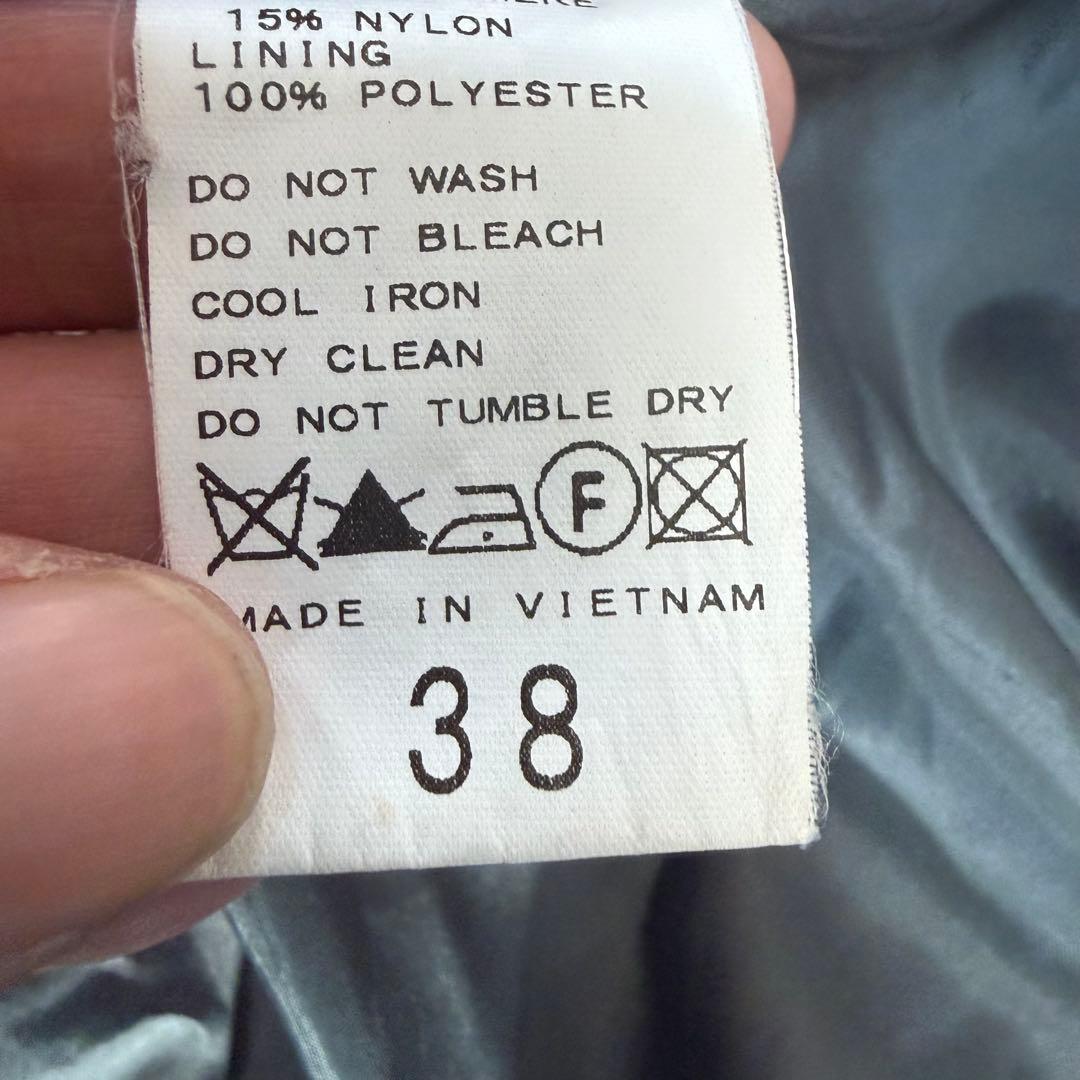 15% NYLON
LINING
100% POLYESTER
DO NOT WASH
DO NOT BLEACH
COOL IRON
DRY CLEAN
DO NOT TUMBLE DRY
F
MADE IN VIETNAM
38